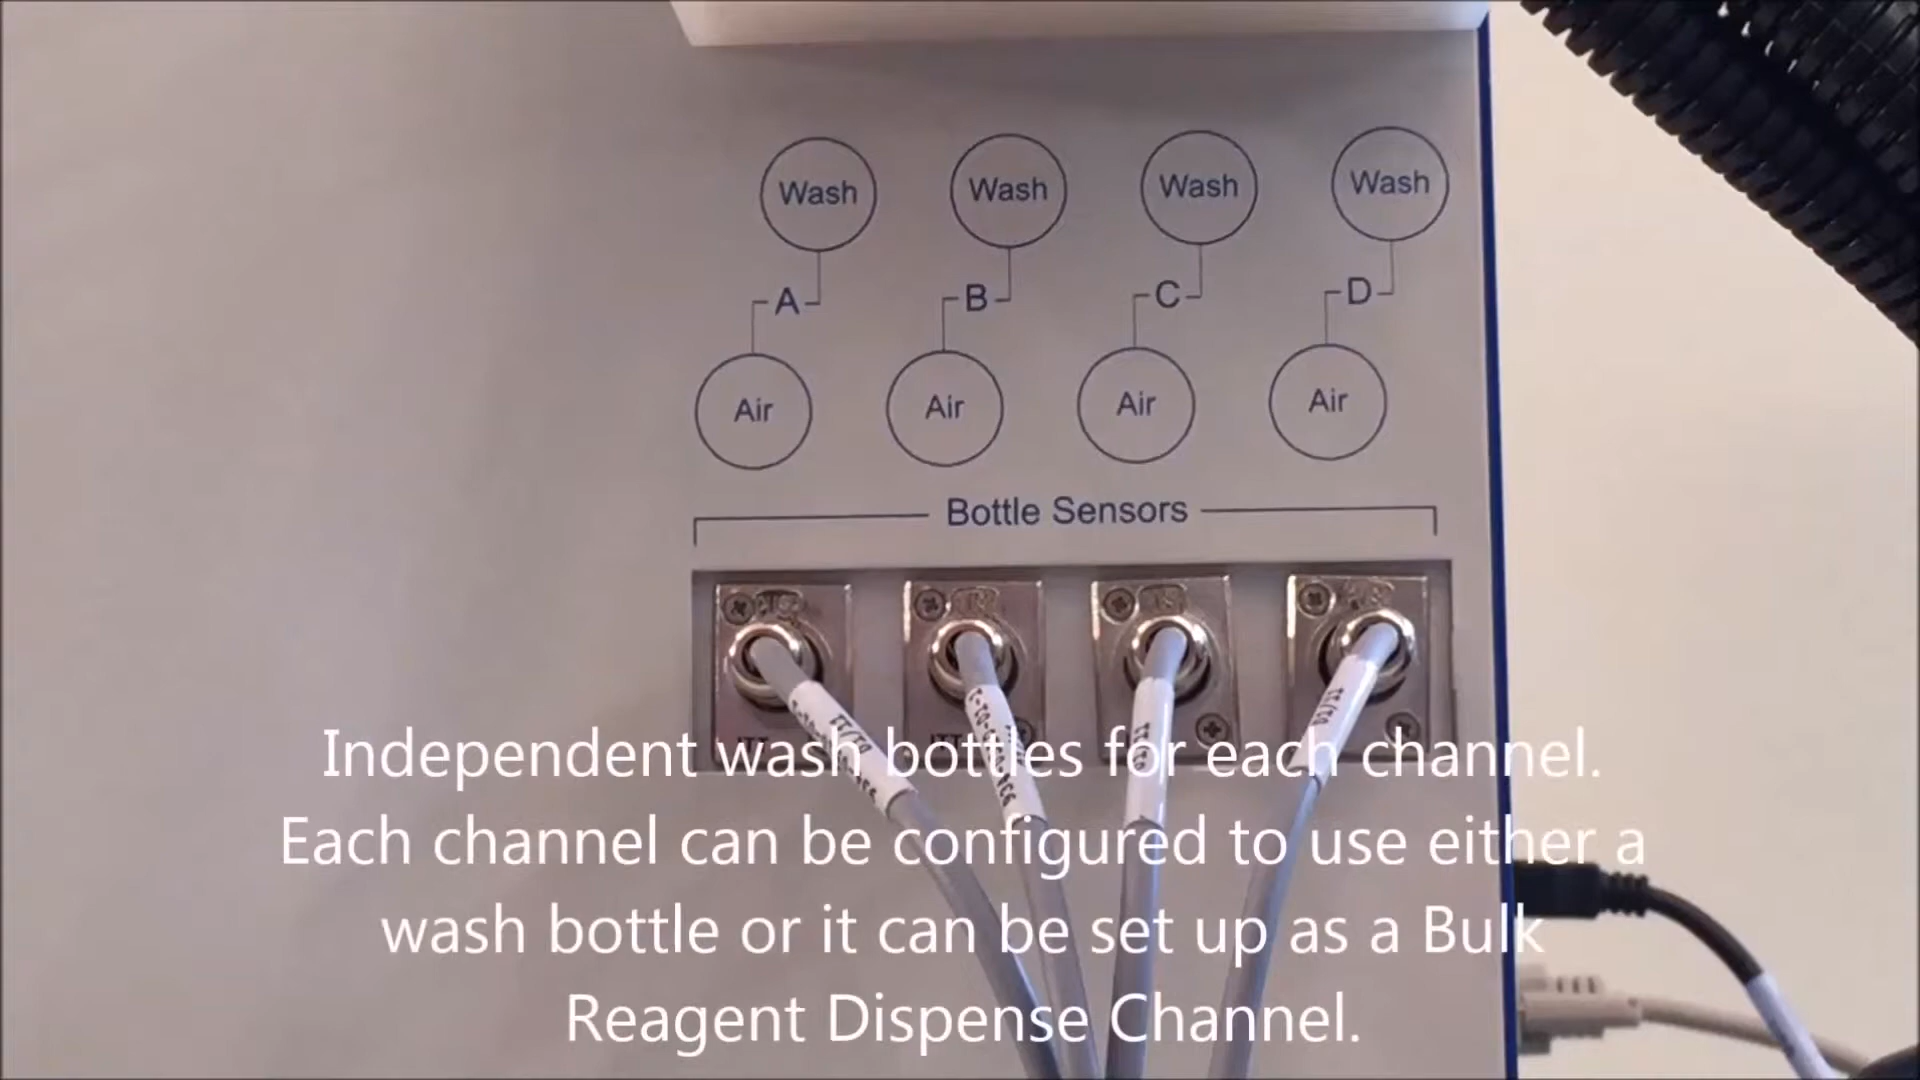 Wash Wash Wash Wash
A B C D
Air Air Air Air
Bottle Sensors
Independent wash bottles for each channel.
Each channel can be configured to use either a
wash bottle or it can be set up as a Bulk
Reagent Dispense Channel.